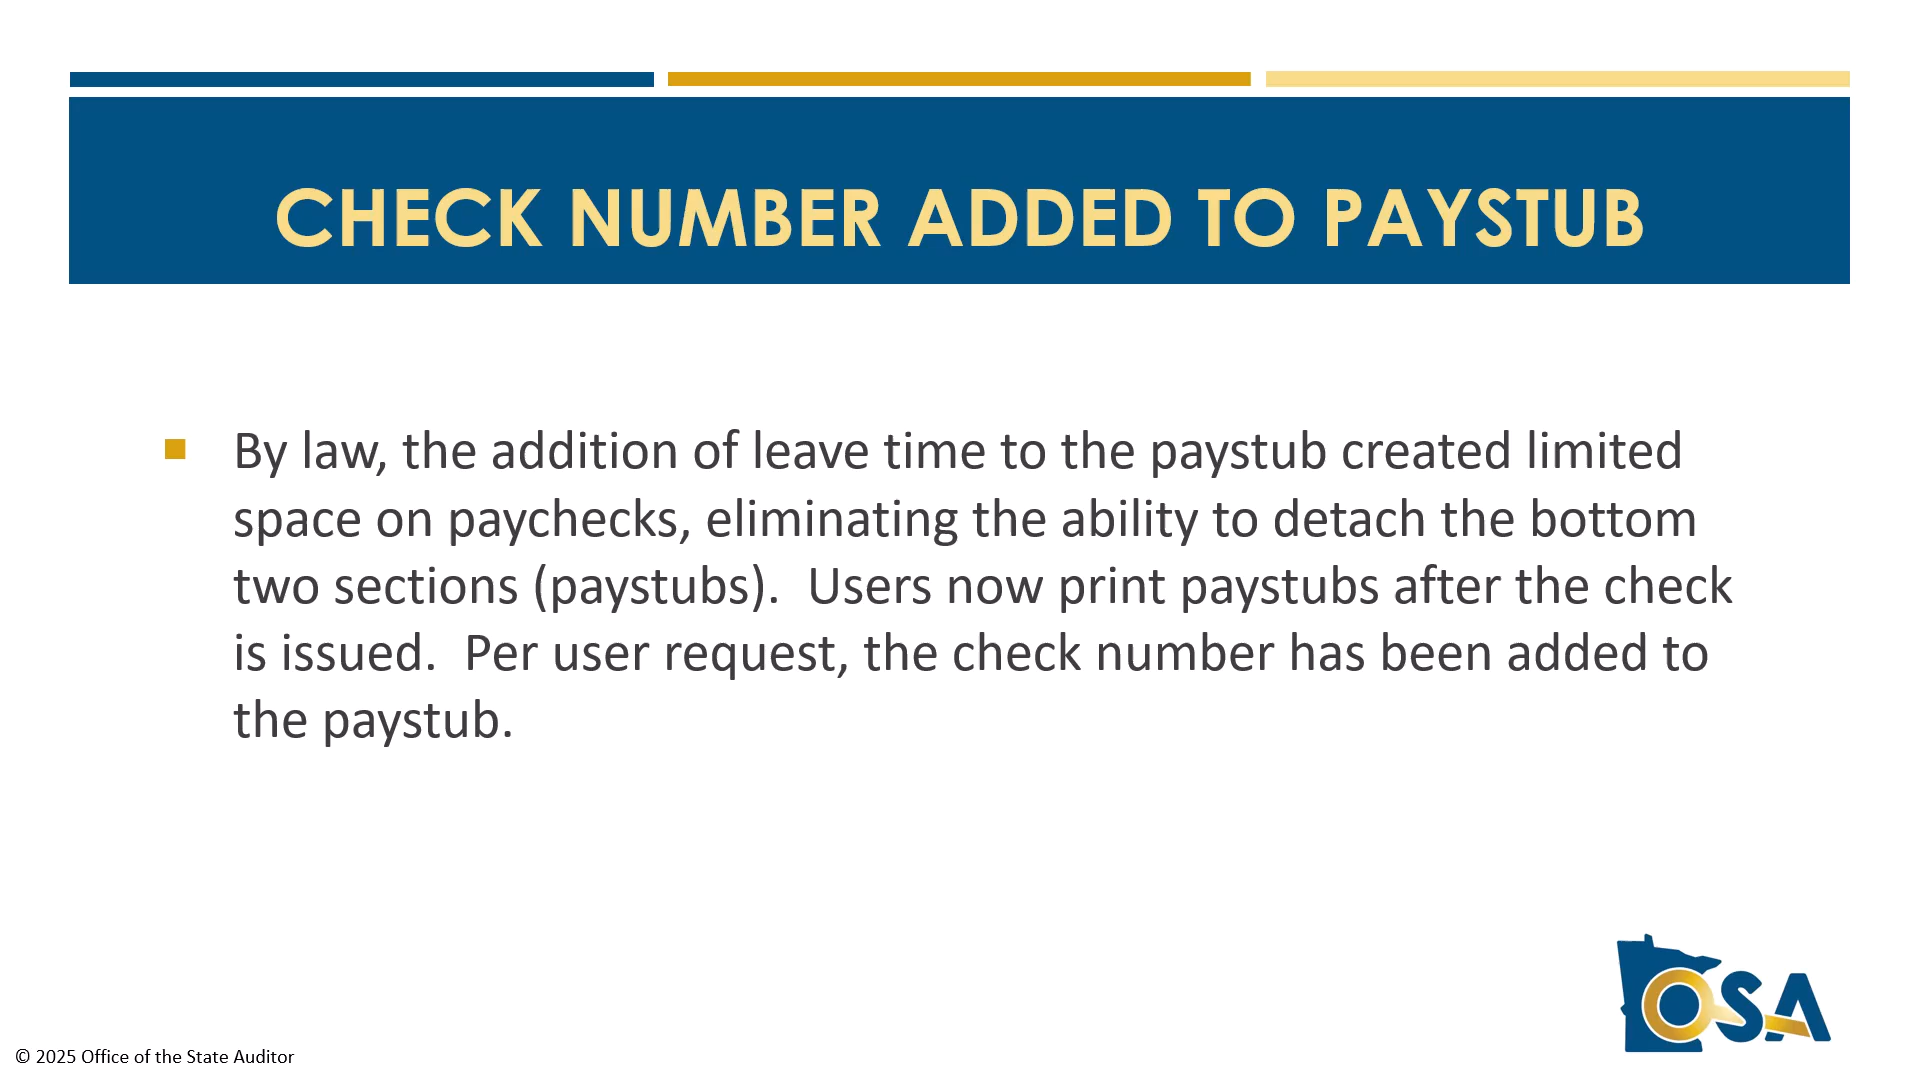 CHECK NUMBER ADDED TO PAYSTUB
By law, the addition of leave time to the paystub created limited
space on paychecks, eliminating the ability to detach the bottom
two sections (paystubs).  Users now print paystubs after the check
is issued.  Per user request, the check number has been added to
the paystub.
OSA
© 2025 Office of the State Auditor